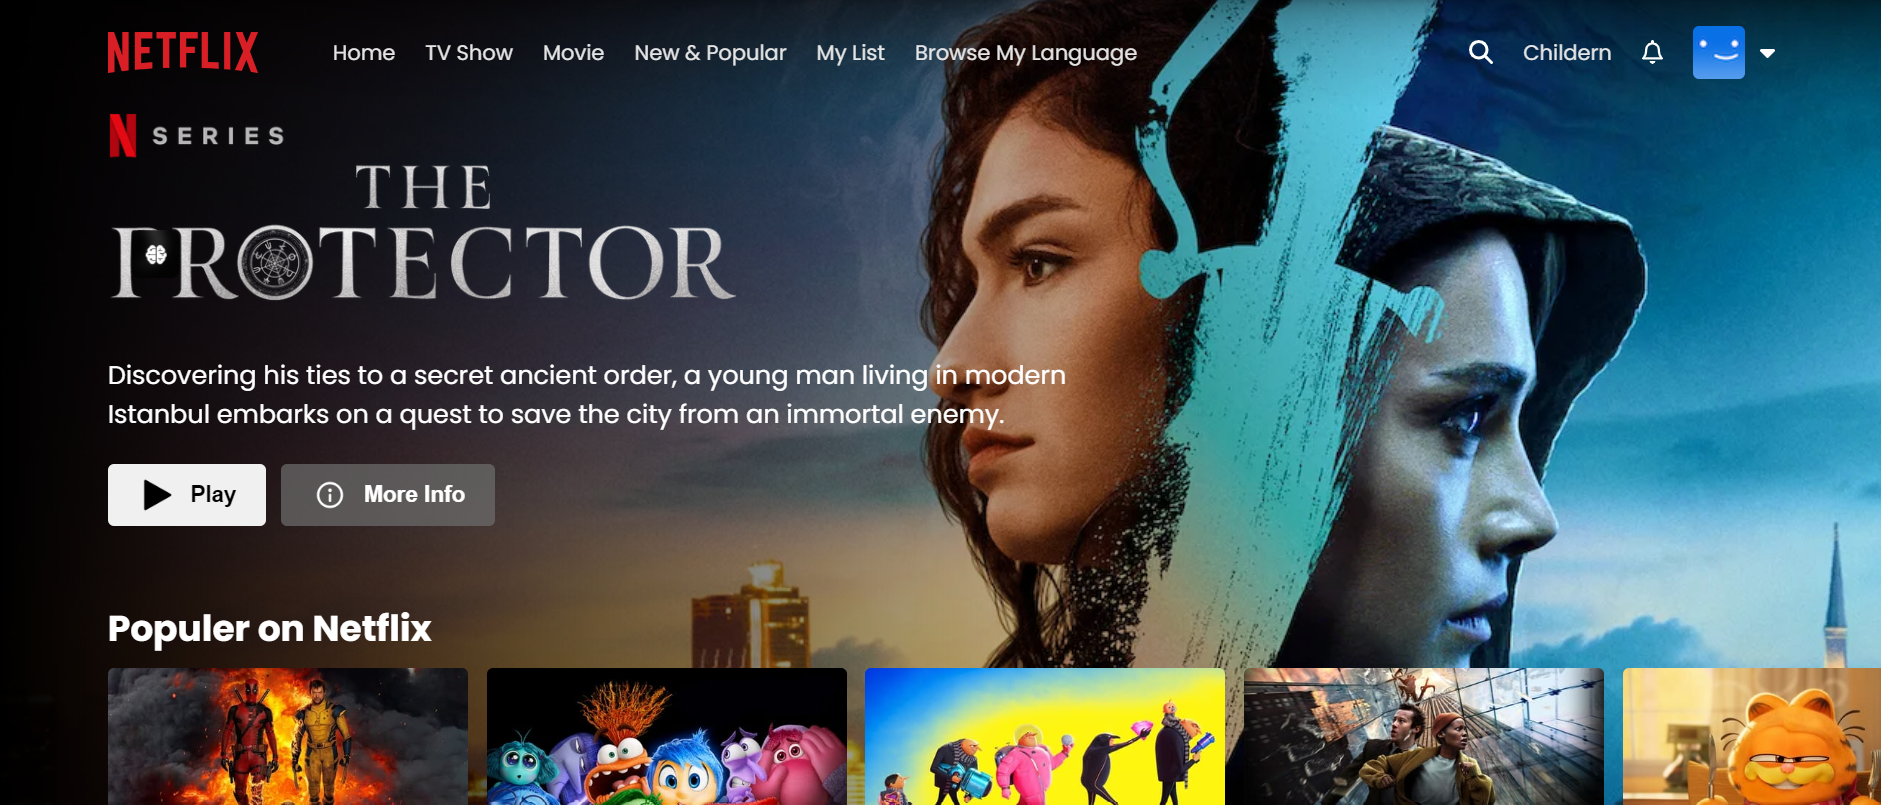 NETFLIX
Home TV Show Movie New & Popular My List Browse My Language
Childern
N SERIES
THE
PROTECTOR
Discovering his ties to a secret ancient order, a young man living in modern
Istanbul embarks on a quest to save the city from an immortal enemy.
Play
More Info
Populer on Netflix